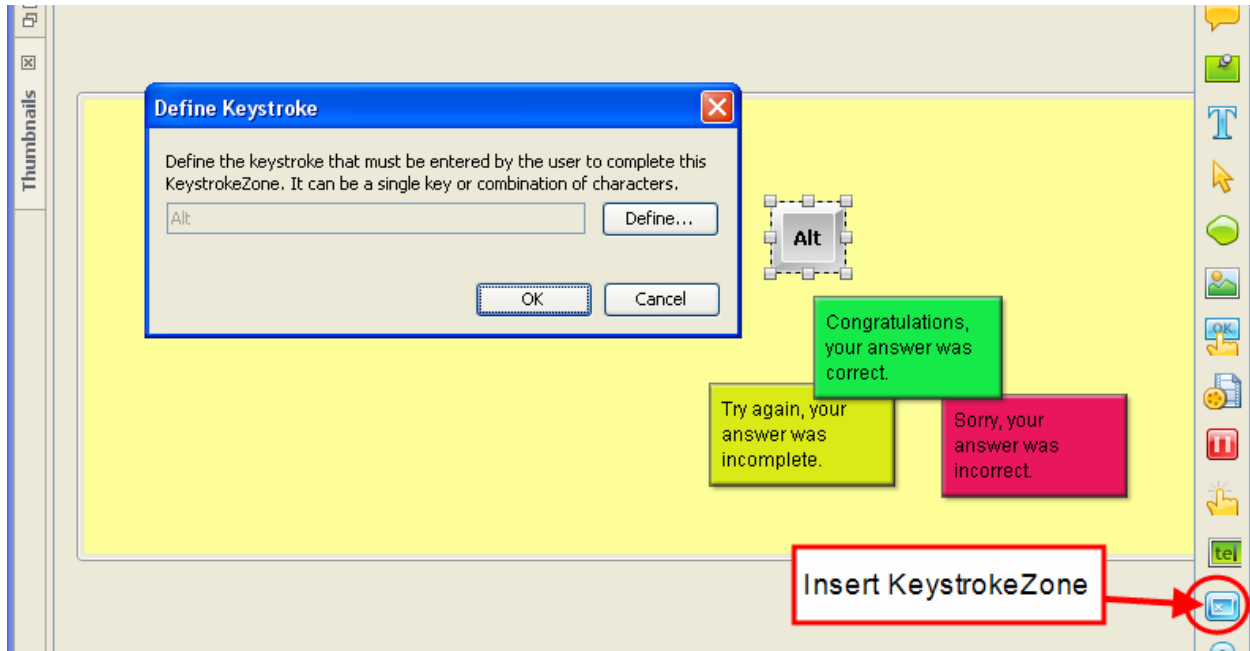 Thumbnails
Define Keystroke
Define the keystroke that must be entered by the user to complete this
KeystrokeZone. It can be a single key or combination of characters.
Alt
Define...
OK
Cancel
Alt
Congratulations,
your answer was
correct.
Try again, your
answer was
incomplete.
Sorry, your
answer was
incorrect.
OK
te
Insert KeystrokeZone